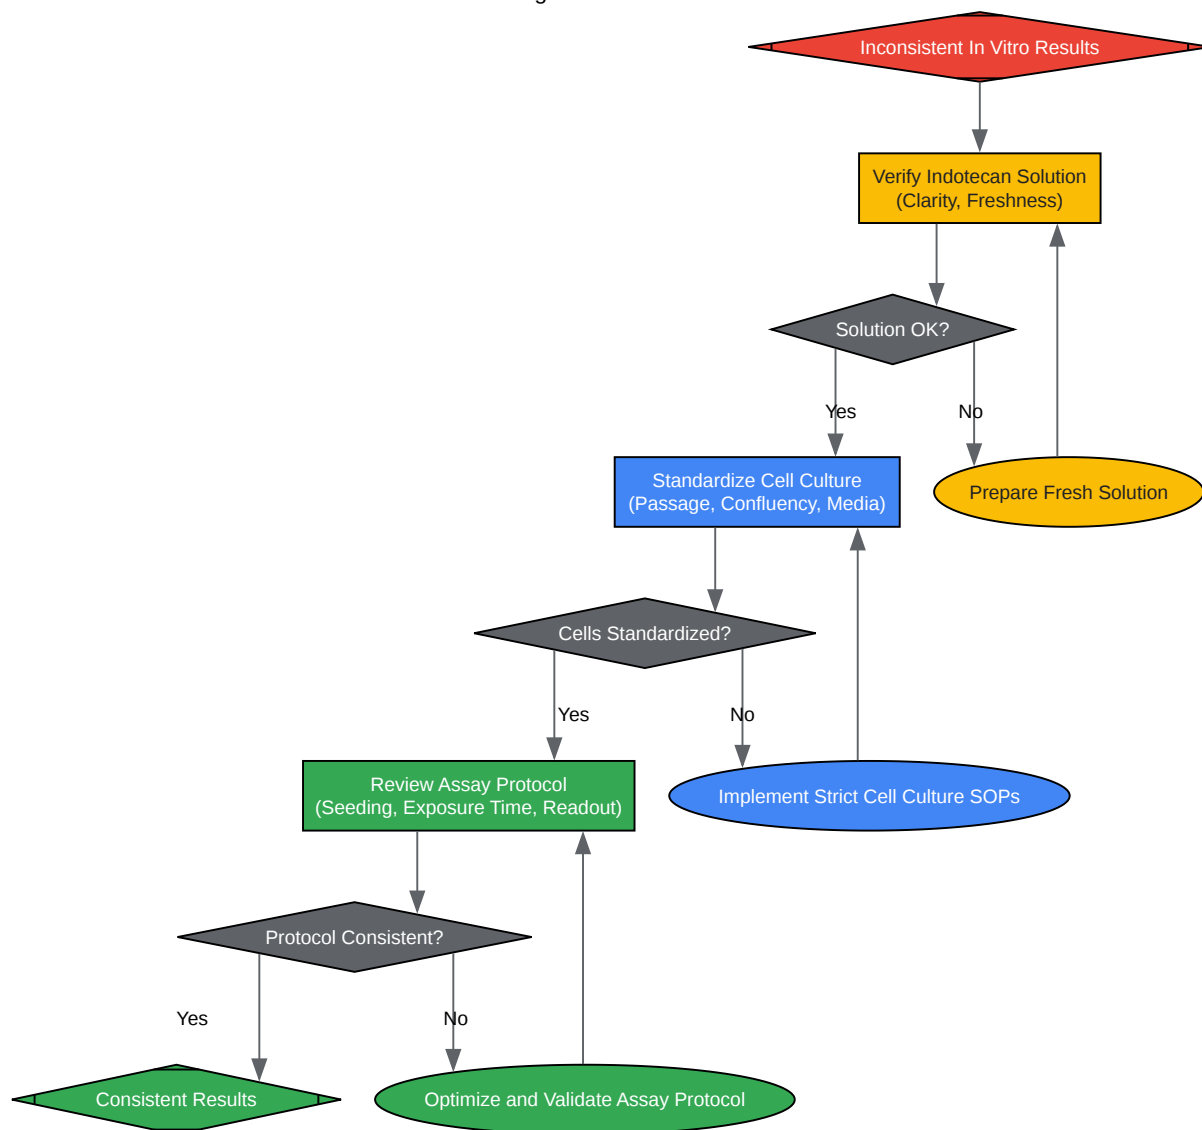 Inconsistent In Vitro Results
Verify Indotecan Solution
(Clarity, Freshness)
Solution OK?
Yes
No
Standardize Cell Culture
(Passage, Confluency, Media)
Prepare Fresh Solution
Cells Standardized?
Yes
No
Review Assay Protocol
(Seeding, Exposure Time, Readout)
Implement Strict Cell Culture SOPs
Protocol Consistent?
Yes
No
Consistent Results
Optimize and Validate Assay Protocol